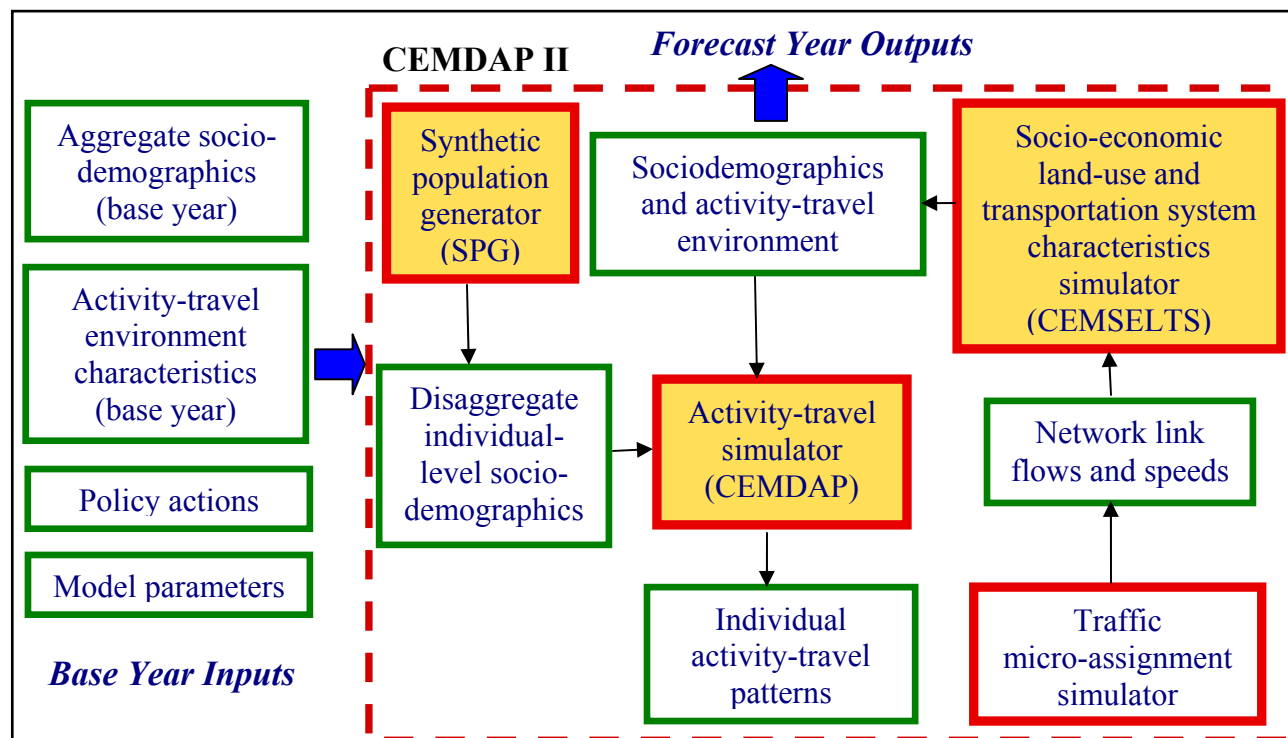 Forecast Year Outputs
CEMDAP II
Aggregate socio-
demographics
(base year)
Activity-travel
environment
characteristics
(base year)
Policy actions
Model parameters
Base Year Inputs
Synthetic
population
generator
(SPG)
Disaggregate
individual-
level socio-
demographics
Sociodemographics
and activity-travel
environment
Activity-travel
simulator
(CEMDAP)
Individual
activity-travel
patterns
Socio-economic
land-use and
transportation system
characteristics
simulator
(CEMSELTS)
Network link
flows and speeds
Traffic
micro-assignment
simulator